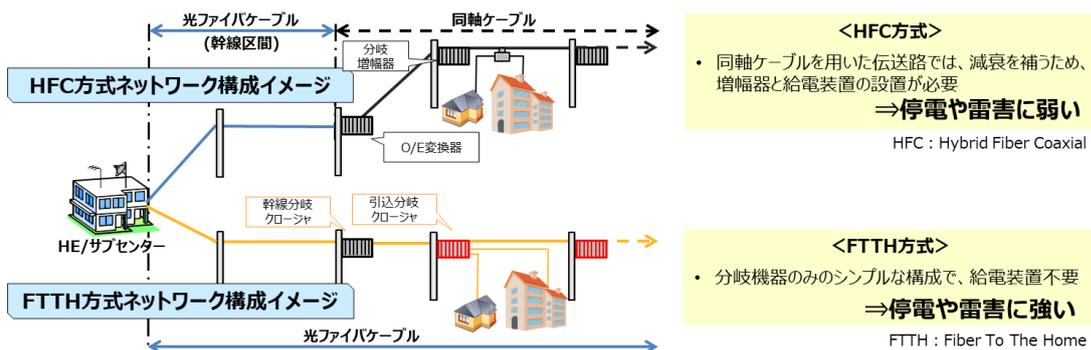 光ファイバケーブル
(幹線区間)
同軸ケーブル
分岐
増幅器
HFC方式ネットワーク構成イメージ
O/E変換器
HE/サブセンター
幹線分岐
クロージャ
引込分岐
クロージャ
FTTH方式ネットワーク構成イメージ
光ファイバケーブル
<HFC方式>
• 同軸ケーブルを用いた伝送路では、減衰を補うため、
増幅器と給電装置の設置が必要
⇒停電や雷害に弱い
HFC : Hybrid Fiber Coaxial
<FTTH方式>
• 分岐機器のみのシンプルな構成で、給電装置不要
⇒停電や雷害に強い
FTTH : Fiber To The Home